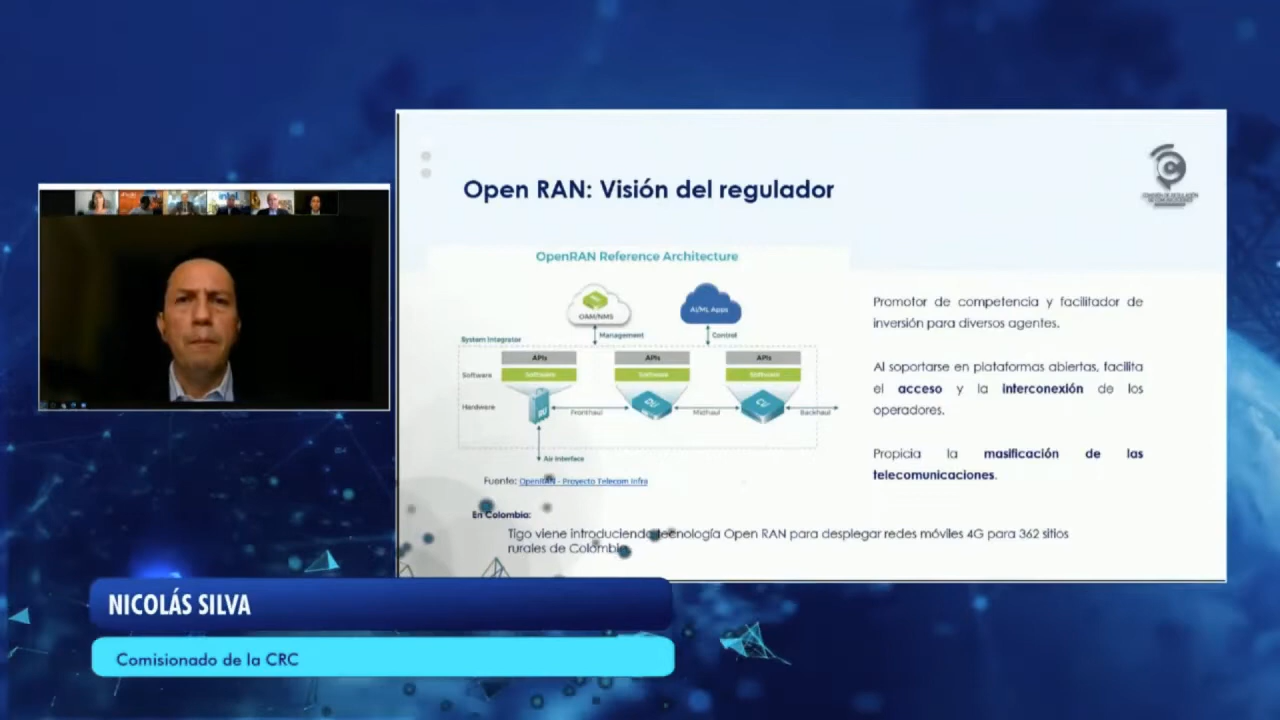 Open RAN: Visión del regulador
OpenRAN Reference Architecture
OAM/NMS
AI/ML Apps
Management
Control
System Integrator
APIs
APIs
APIs
Software
Software
Software
Software
Hardware
RU
DU
CU
Fronthaul
Midhaul
Backhaul
Air Interface
Fuente: OpenRAN - Proyecto Telecom Infra
Promotor de competencia y facilitador de
inversión para diversos agentes.
Al soportarse en plataformas abiertas, facilita
el acceso y la interconexión de los
operadores.
Propicia la masificación de las
telecomunicaciones.
En Colombia:
Tigo viene introduciendo tecnología Open RAN para desplegar redes móviles 4G para 362 sitios
rurales de Colombia.
intel
NICOLÁS SILVA
Comisionado de la CRC